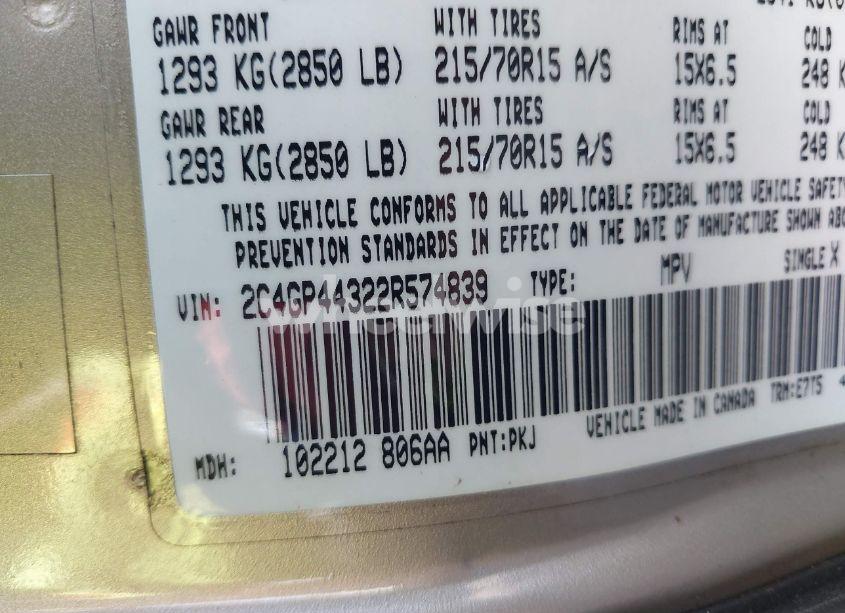 GAWR FRONT WITH TIRES RIMS AT COLD
1293 KG(2850 LB) 215/70R15 A/S 15X6.5 248 K
GAWR REAR WITH TIRES RIMS AT COLD
1293 KG(2850 LB) 215/70R15 A/S 15X6.5 248 K
THIS VEHICLE CONFORMS TO ALL APPLICABLE FEDERAL MOTOR VEHICLE SAFETY
PREVENTION STANDARDS IN EFFECT ON THE DATE OF MANUFACTURE SHOWN ABO
VIN: 2C4GP44322R574839 TYPE: MPV SINGLE X
wheelwise
VEHICLE MADE IN CANADA TRM:E7T5 4
MDH: 102212 806AA PNT:PKJ